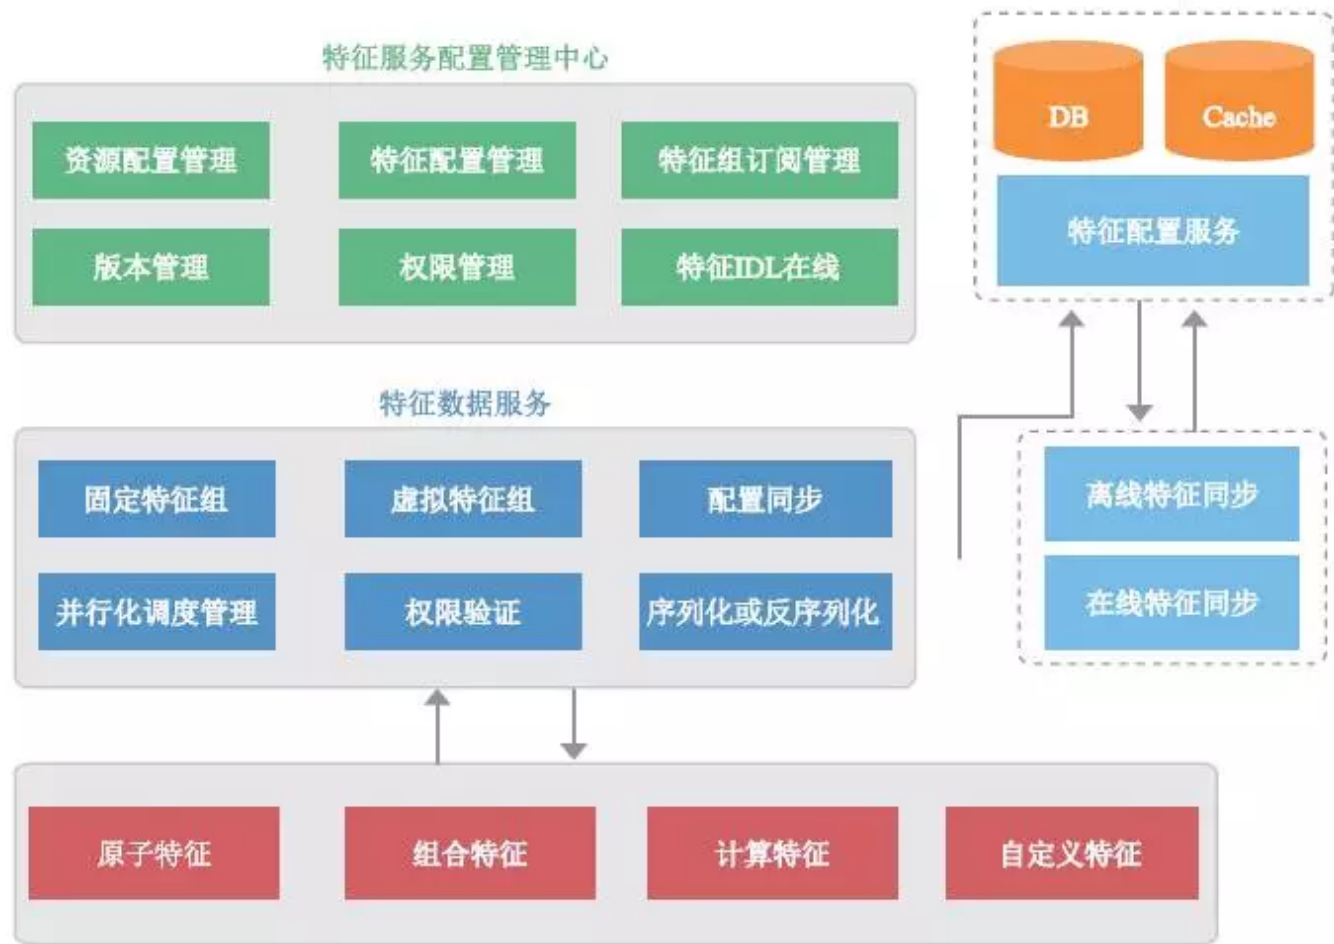 特征服务配置管理中心
资源配置管理
特征配置管理
特征组订阅管理
版本管理
权限管理
特征IDL在线
DB
Cache
特征配置服务
特征数据服务
固定特征组
虚拟特征组
配置同步
并行化调度管理
权限验证
序列化或反序列化
离线特征同步
在线特征同步
原子特征
组合特征
计算特征
自定义特征